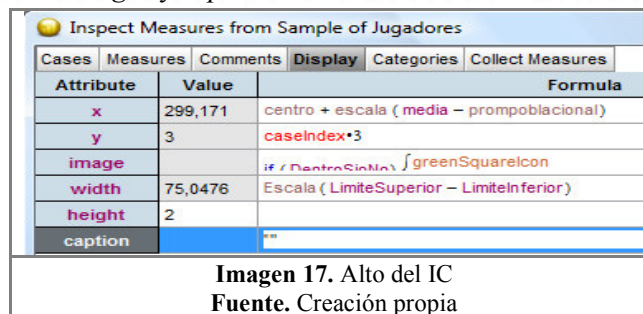 Inspect Measures from Sample of Jugadores
Cases Measures Comments Display Categories Collect Measures
Attribute Value Formula
x 299,171 centro + escala ( media – prompoblacional)
y 3 caseIndex•3
image if ( DentroSioNo) greenSquareIcon
width 75,0476 Escala ( LimiteSuperior – LimiteInferior)
height 2
caption ""
Imagen 17. Alto del IC
Fuente. Creación propia